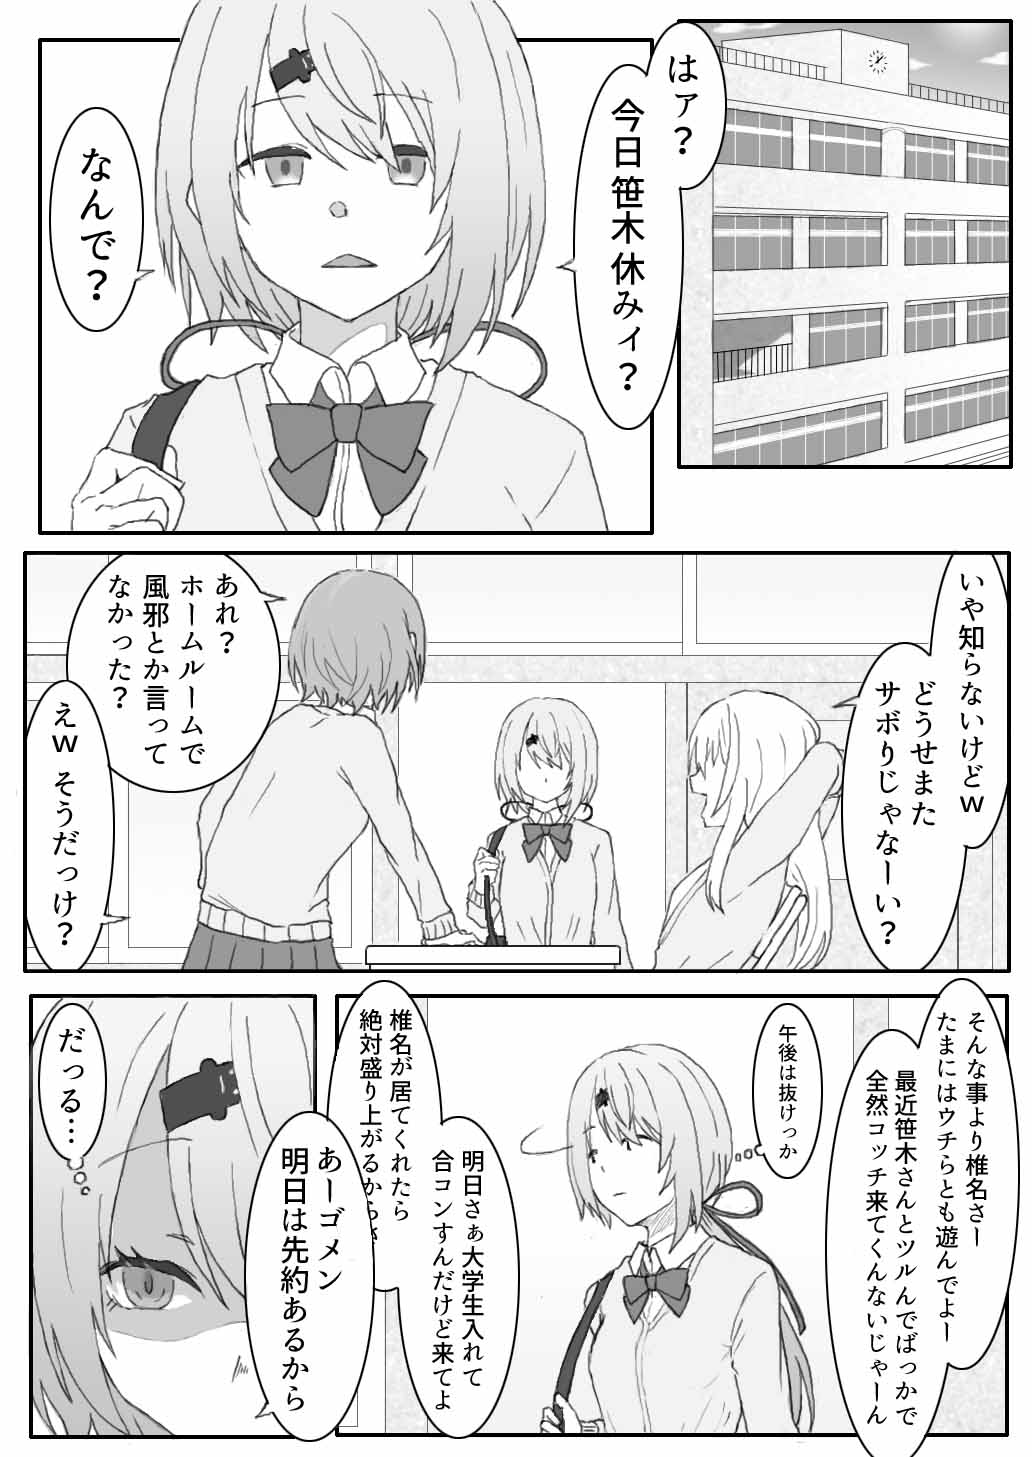 はァ？
今日笹木休みィ？
なんで？
いや知らないけどｗ
どうせまた
サボりじゃなーい？
あれ？
ホームルームで
風邪とか言って
なかった？
えｗ そうだっけ？
そんな事より椎名さー
たまにはウチらとも遊んでよー
最近笹木さんとツルんでばっかで
全然コッチ来てくんないじゃーん
午後は抜けっか
明日さぁ大学生入れて
合コンすんだけど来てよ
椎名が居てくれたら
絶対盛り上がるからさ
あーゴメン
明日は先約あるから
だっる…